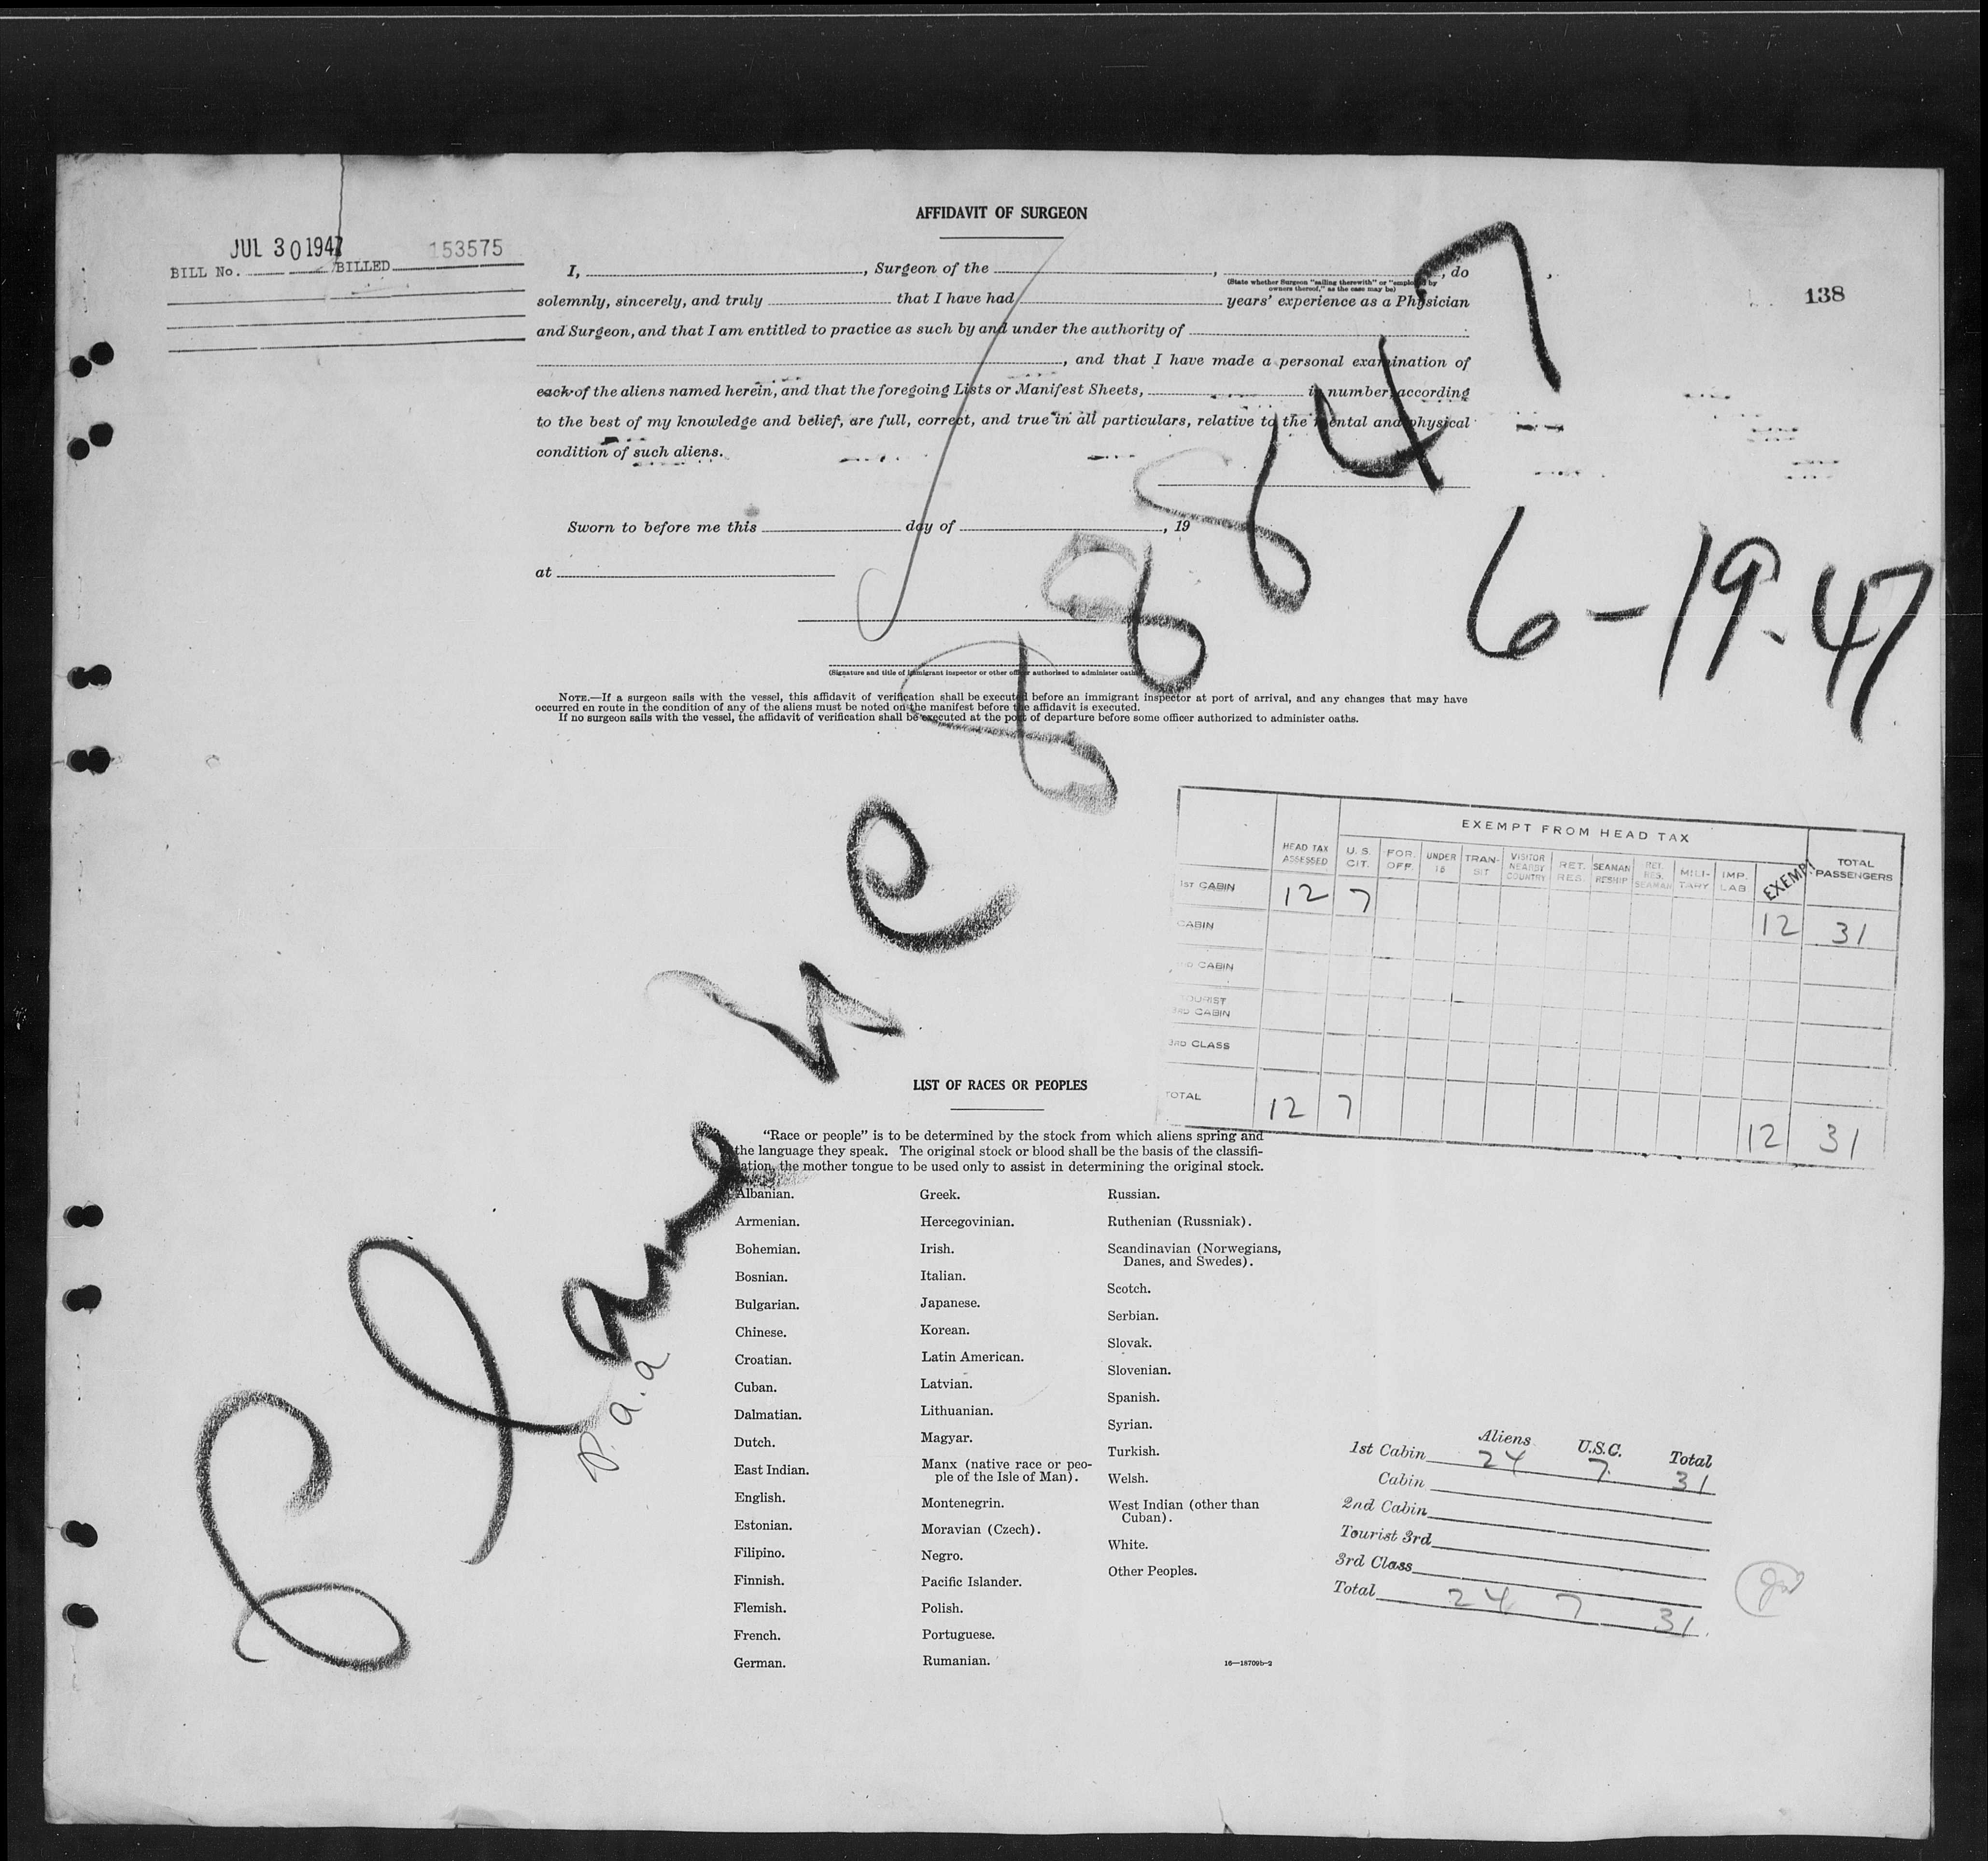 AFFIDAVIT OF SURGEON
JUL 30 1947 153575
BILL No. BILLED
138
I, , Surgeon of the , , do
(State whether Surgeon "sailing therewith" or "employed by
owners thereof," as the case may be)
solemnly, sincerely, and truly that I have had years' experience as a Physician
and Surgeon, and that I am entitled to practice as such by and under the authority of
, and that I have made a personal examination of
each of the aliens named herein, and that the foregoing Lists or Manifest Sheets, in number, according
to the best of my knowledge and belief, are full, correct, and true in all particulars, relative to the mental and physical
condition of such aliens.
Sworn to before me this day of , 19
at
(Signature and title of immigrant inspector or other officer authorized to administer oaths)
NOTE.—If a surgeon sails with the vessel, this affidavit of verification shall be executed before an immigrant inspector at port of arrival, and any changes that may have
occurred en route in the condition of any of the aliens must be noted on the manifest before the affidavit is executed.
If no surgeon sails with the vessel, the affidavit of verification shall be executed at the port of departure before some officer authorized to administer oaths.
Plane NC 88847
P.a.a
6-19-47
EXEMPT FROM HEAD TAX
HEAD TAX ASSESSED U.S. CIT. FOR. OFF. UNDER 16 TRAN-SIT VISITOR NEARBY COUNTRY RET. RES. SEAMAN RESHIP RET. RES. SEAMAN MILI-TARY IMP. LAB EXEMPT TOTAL PASSENGERS
1ST CABIN 12 7 12 31
CABIN
2ND CABIN
TOURIST
3RD CABIN
3RD CLASS
TOTAL 12 7 12 31
LIST OF RACES OR PEOPLES
"Race or people" is to be determined by the stock from which aliens spring and
the language they speak. The original stock or blood shall be the basis of the classifi-
cation, the mother tongue to be used only to assist in determining the original stock.
Albanian.
Armenian.
Bohemian.
Bosnian.
Bulgarian.
Chinese.
Croatian.
Cuban.
Dalmatian.
Dutch.
East Indian.
English.
Estonian.
Filipino.
Finnish.
Flemish.
French.
German.
Greek.
Hercegovinian.
Irish.
Italian.
Japanese.
Korean.
Latin American.
Latvian.
Lithuanian.
Magyar.
Manx (native race or peo-
ple of the Isle of Man).
Montenegrin.
Moravian (Czech).
Negro.
Pacific Islander.
Polish.
Portuguese.
Rumanian.
Russian.
Ruthenian (Russniak).
Scandinavian (Norwegians,
Danes, and Swedes).
Scotch.
Serbian.
Slovak.
Slovenian.
Spanish.
Syrian.
Turkish.
Welsh.
West Indian (other than
Cuban).
White.
Other Peoples.
16—18709b-2
Aliens U.S.C. Total
1st Cabin 24 7 31
Cabin
2nd Cabin
Tourist 3rd
3rd Class
Total 24 7 31